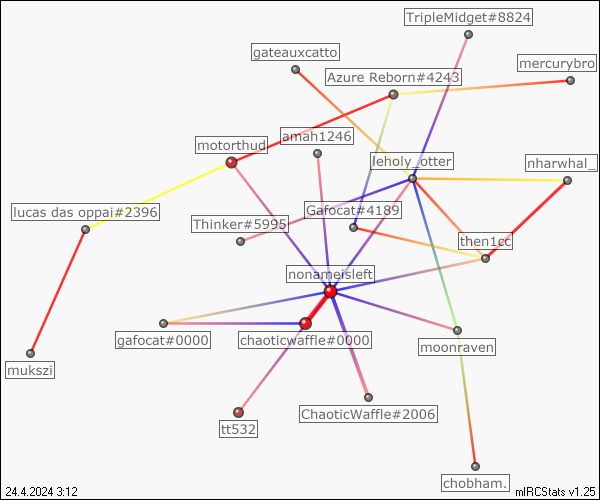 TripleMidget#8824
gateauxcatto
mercurybro
Azure Reborn#4243
amah1246
motorthud
leholy_otter
nharwhal_
lucas das oppai#2396
Gafocat#4189
Thinker#5995
then1cc
nonameisleft
gafocat#0000
chaoticwaffle#0000
moonraven
mukszi
ChaoticWaffle#2006
tt532
chobham.
24.4.2024 3:12
mIRCStats v1.25